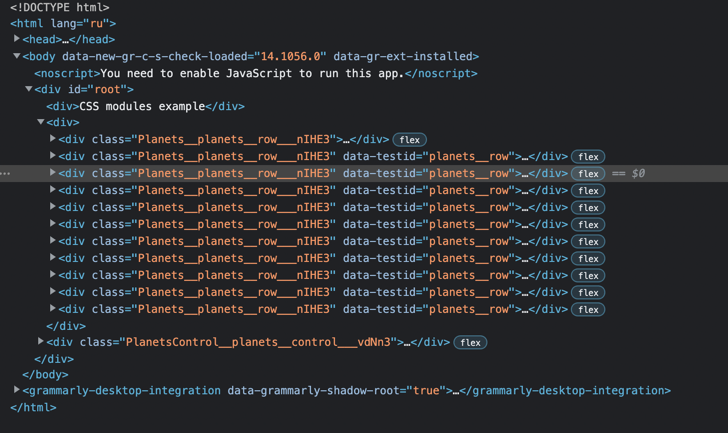 <!DOCTYPE html>
<html lang="ru">
<head>…</head>
<body data-new-gr-c-s-check-loaded="14.1056.0" data-gr-ext-installed>
<noscript>You need to enable JavaScript to run this app.</noscript>
<div id="root">
<div>CSS modules example</div>
<div>
<div class="Planets__planets__row___nIHE3">…</div> flex
<div class="Planets__planets__row___nIHE3" data-testid="planets__row">…</div> flex
… <div class="Planets__planets__row___nIHE3" data-testid="planets__row">…</div> flex == $0
<div class="Planets__planets__row___nIHE3" data-testid="planets__row">…</div> flex
<div class="Planets__planets__row___nIHE3" data-testid="planets__row">…</div> flex
<div class="Planets__planets__row___nIHE3" data-testid="planets__row">…</div> flex
<div class="Planets__planets__row___nIHE3" data-testid="planets__row">…</div> flex
<div class="Planets__planets__row___nIHE3" data-testid="planets__row">…</div> flex
<div class="Planets__planets__row___nIHE3" data-testid="planets__row">…</div> flex
<div class="Planets__planets__row___nIHE3" data-testid="planets__row">…</div> flex
<div class="Planets__planets__row___nIHE3" data-testid="planets__row">…</div> flex
</div>
<div class="PlanetsControl__planets__control___vdNn3">…</div> flex
</div>
</body>
<grammarly-desktop-integration data-grammarly-shadow-root="true">…</grammarly-desktop-integration>
</html>